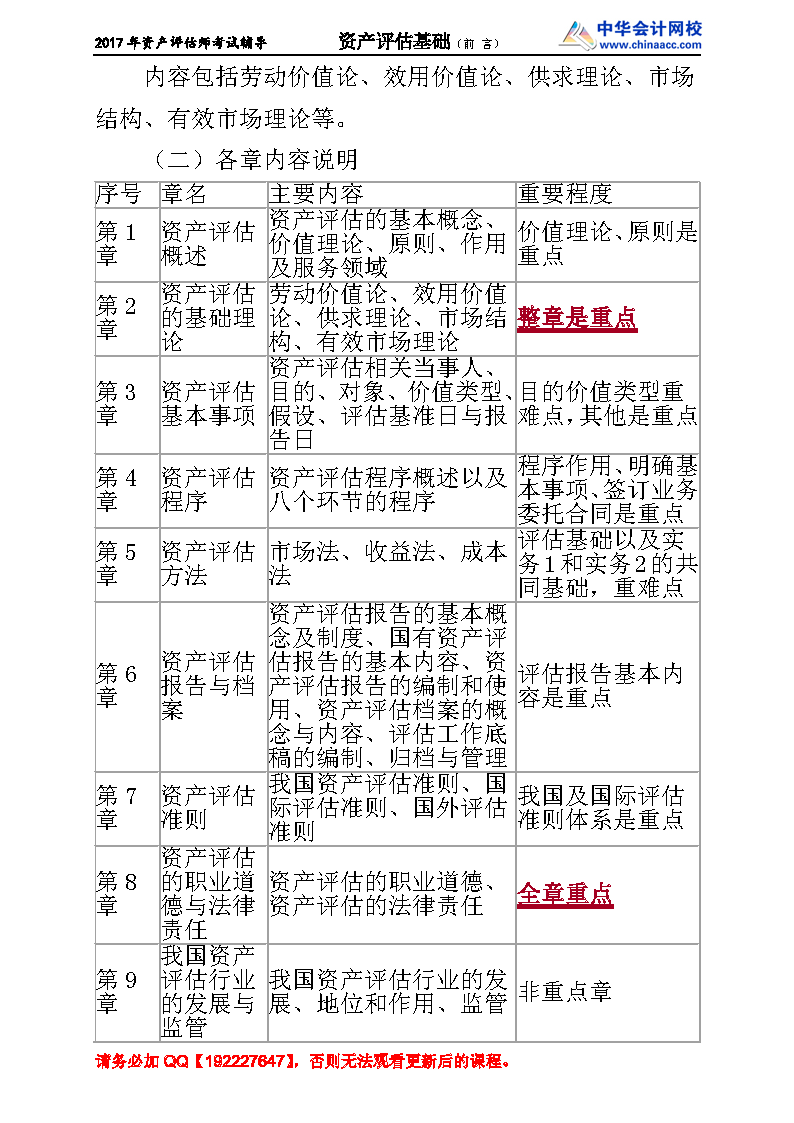 2017年资产评估师考试辅导 资产评估基础（前 言） 中华会计网校
www.chinaacc.com
内容包括劳动价值论、效用价值论、供求理论、市场
结构、有效市场理论等。
（二）各章内容说明
序号 章名 主要内容 重要程度
第1
章
资产评估
概述
资产评估的基本概念、
价值理论、原则、作用
及服务领域
价值理论、原则是
重点
第2
章
资产评估
的基础理
论
劳动价值论、效用价值
论、供求理论、市场结
构、有效市场理论
整章是重点
第3
章
资产评估
基本事项
资产评估相关当事人、
目的、对象、价值类型、
假设、评估基准日与报
告日
目的价值类型重
难点，其他是重点
第4
章
资产评估
程序
资产评估程序概述以及
八个环节的程序
程序作用、明确基
本事项、签订业务
委托合同是重点
第5
章
资产评估
方法
市场法、收益法、成本
法
评估基础以及实
务1和实务2的共
同基础，重难点
第6
章
资产评估
报告与档
案
资产评估报告的基本概
念及制度、国有资产评
估报告的基本内容、资
产评估报告的编制和使
用、资产评估档案的概
念与内容、评估工作底
稿的编制、归档与管理
评估报告基本内
容是重点
第7
章
资产评估
准则
我国资产评估准则、国
际评估准则、国外评估
准则
我国及国际评估
准则体系是重点
第8
章
资产评估
的职业道
德与法律
责任
资产评估的职业道德、
资产评估的法律责任
全章重点
第9
章
我国资产
评估行业
的发展与
监管
我国资产评估行业的发
展、地位和作用、监管
非重点章
请务必加QQ【192227647】，否则无法观看更新后的课程。